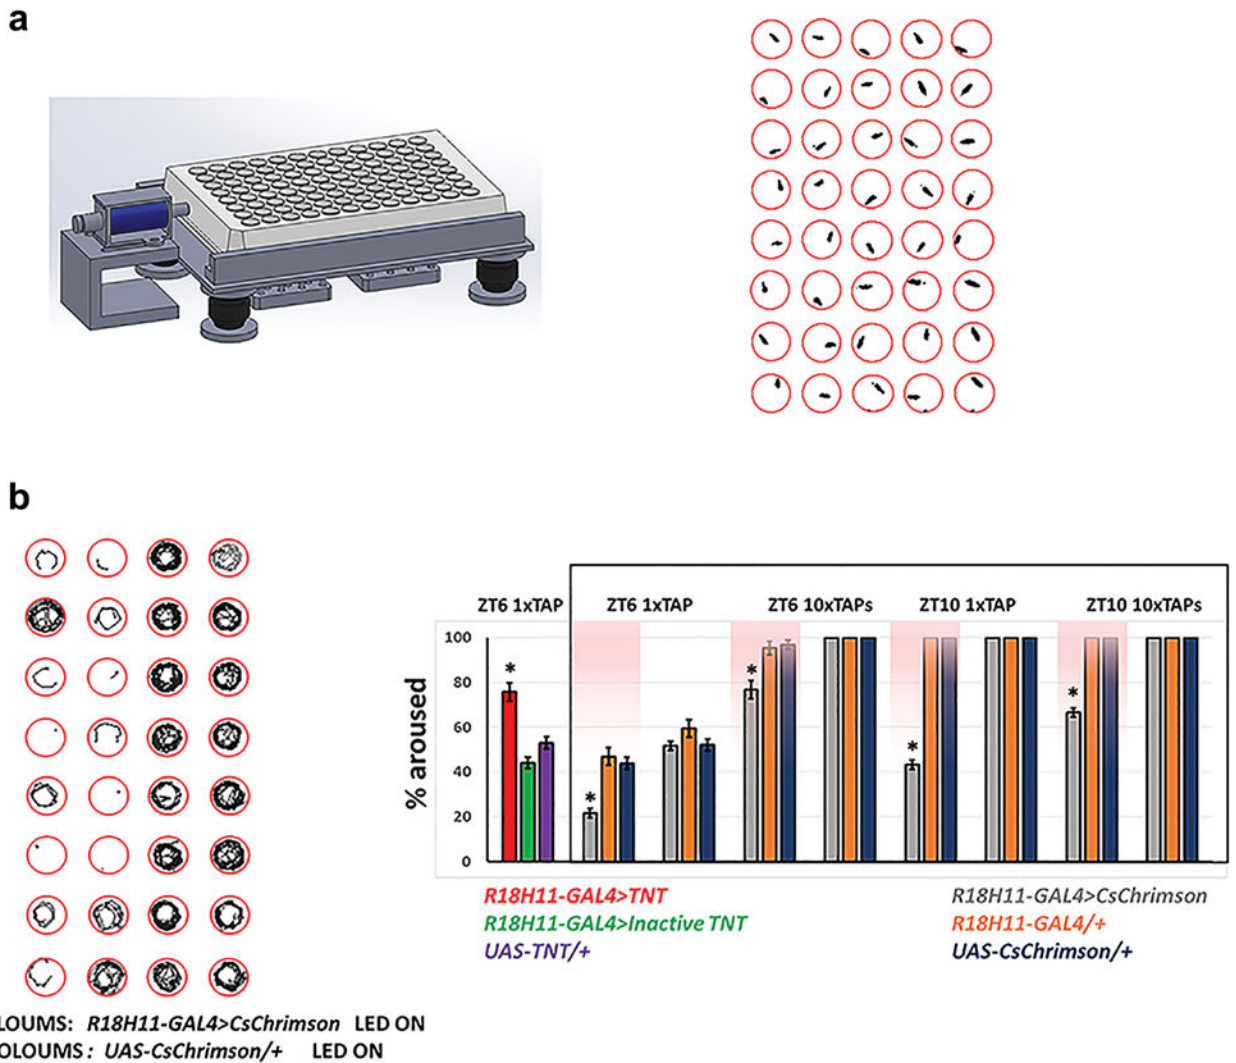 a
b
ZT6 1xTAP
ZT6 1xTAP
ZT6 10xTAPs
ZT10 1xTAP
ZT10 10xTAPs
% aroused
100
80
60
40
20
0
*
*
*
*
*
R18H11-GAL4>TNT
R18H11-GAL4>Inactive TNT
UAS-TNT/+
R18H11-GAL4>CsChrimson
R18H11-GAL4/+
UAS-CsChrimson/+
LOUMS: R18H11-GAL4>CsChrimson LED ON
OLOUMS : UAS-CsChrimson/+ LED ON